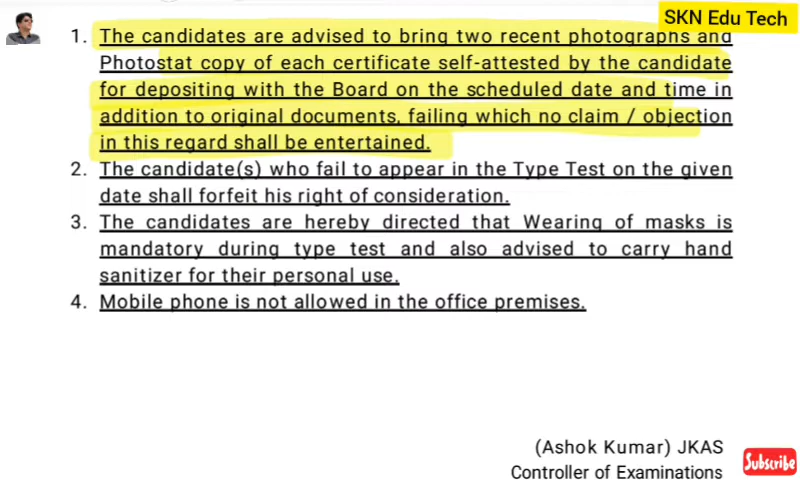 SKN Edu Tech
1. The candidates are advised to bring two recent photographs and
Photostat copy of each certificate self-attested by the candidate
for depositing with the Board on the scheduled date and time in
addition to original documents, failing which no claim / objection
in this regard shall be entertained.
2. The candidate(s) who fail to appear in the Type Test on the given
date shall forfeit his right of consideration.
3. The candidates are hereby directed that Wearing of masks is
mandatory during type test and also advised to carry hand
sanitizer for their personal use.
4. Mobile phone is not allowed in the office premises.
(Ashok Kumar) JKAS
Controller of Examinations
Subscribe